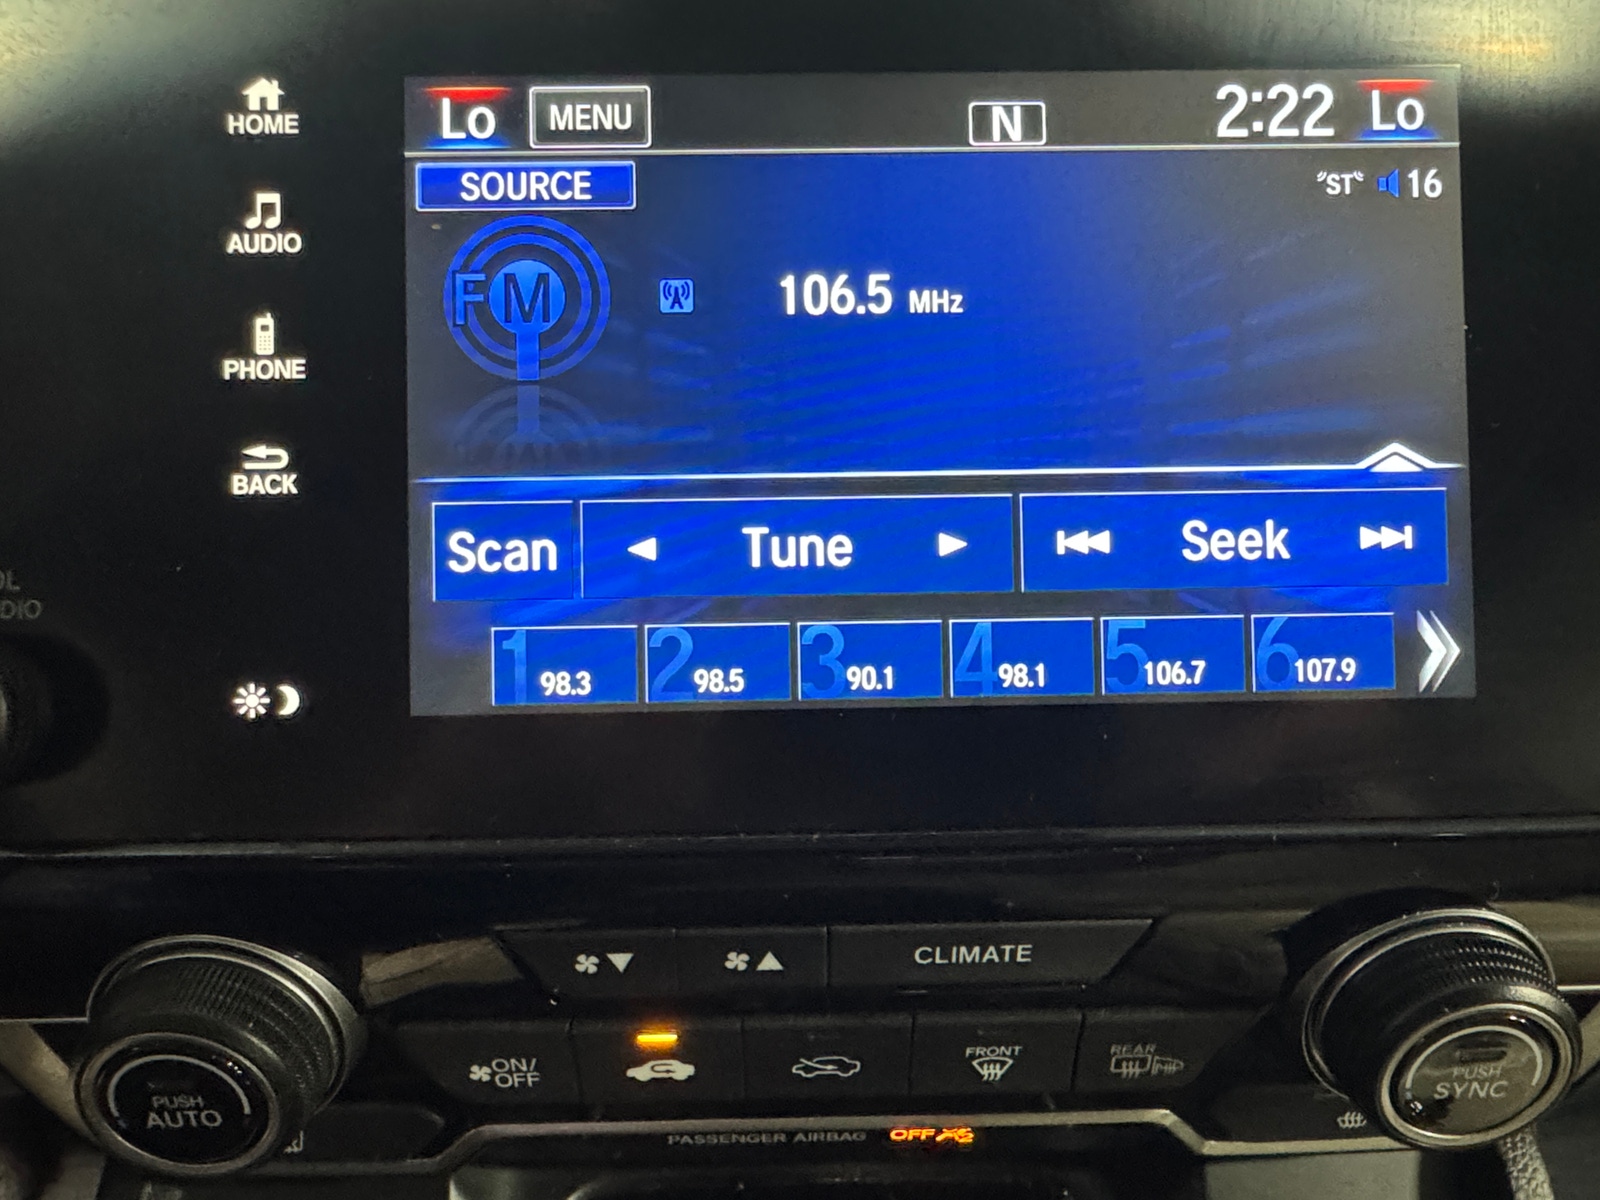 HOME
AUDIO
PHONE
BACK
Lo MENU N 2:22 Lo
SOURCE "ST" 16
FM 106.5 MHz
Scan Tune Seek
1 98.3 2 98.5 3 90.1 4 98.1 5 106.7 6 107.9
CLIMATE
ON/
OFF
FRONT
REAR
PUSH
AUTO
PUSH
SYNC
PASSENGER AIRBAG OFF